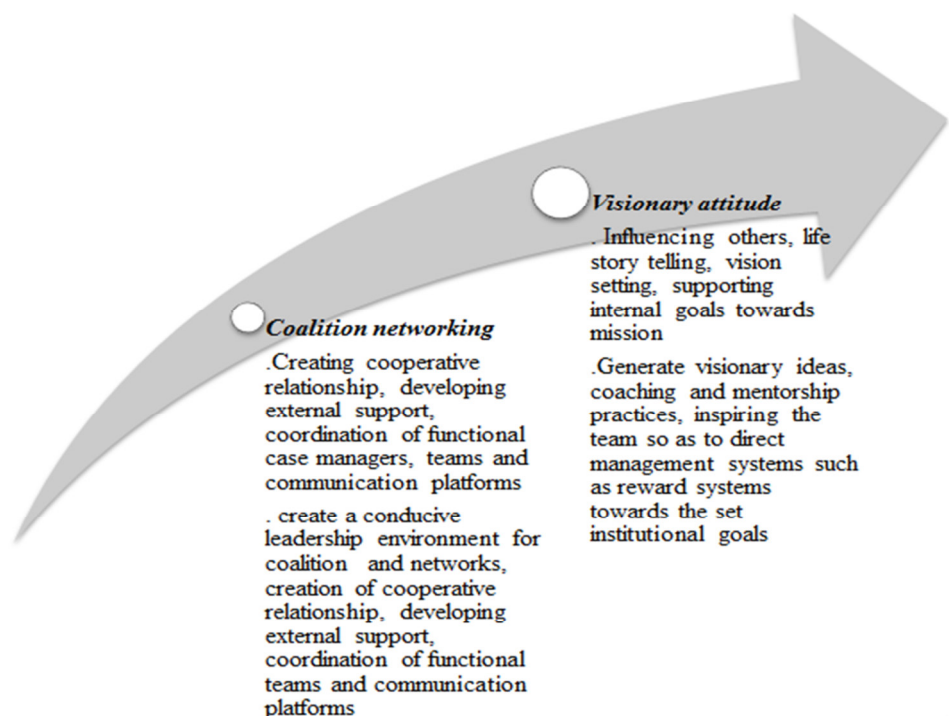 Coalition networking
.Creating cooperative
relationship, developing
external support,
coordination of functional
case managers, teams and
communication platforms
. create a conducive
leadership environment for
coalition and networks,
creation of cooperative
relationship, developing
external support,
coordination of functional
teams and communication
platforms
Visionary attitude
. Influencing others, life
story telling, vision
setting, supporting
internal goals towards
mission
.Generate visionary ideas,
coaching and mentorship
practices, inspiring the
team so as to direct
management systems such
as reward systems
towards the set
institutional goals